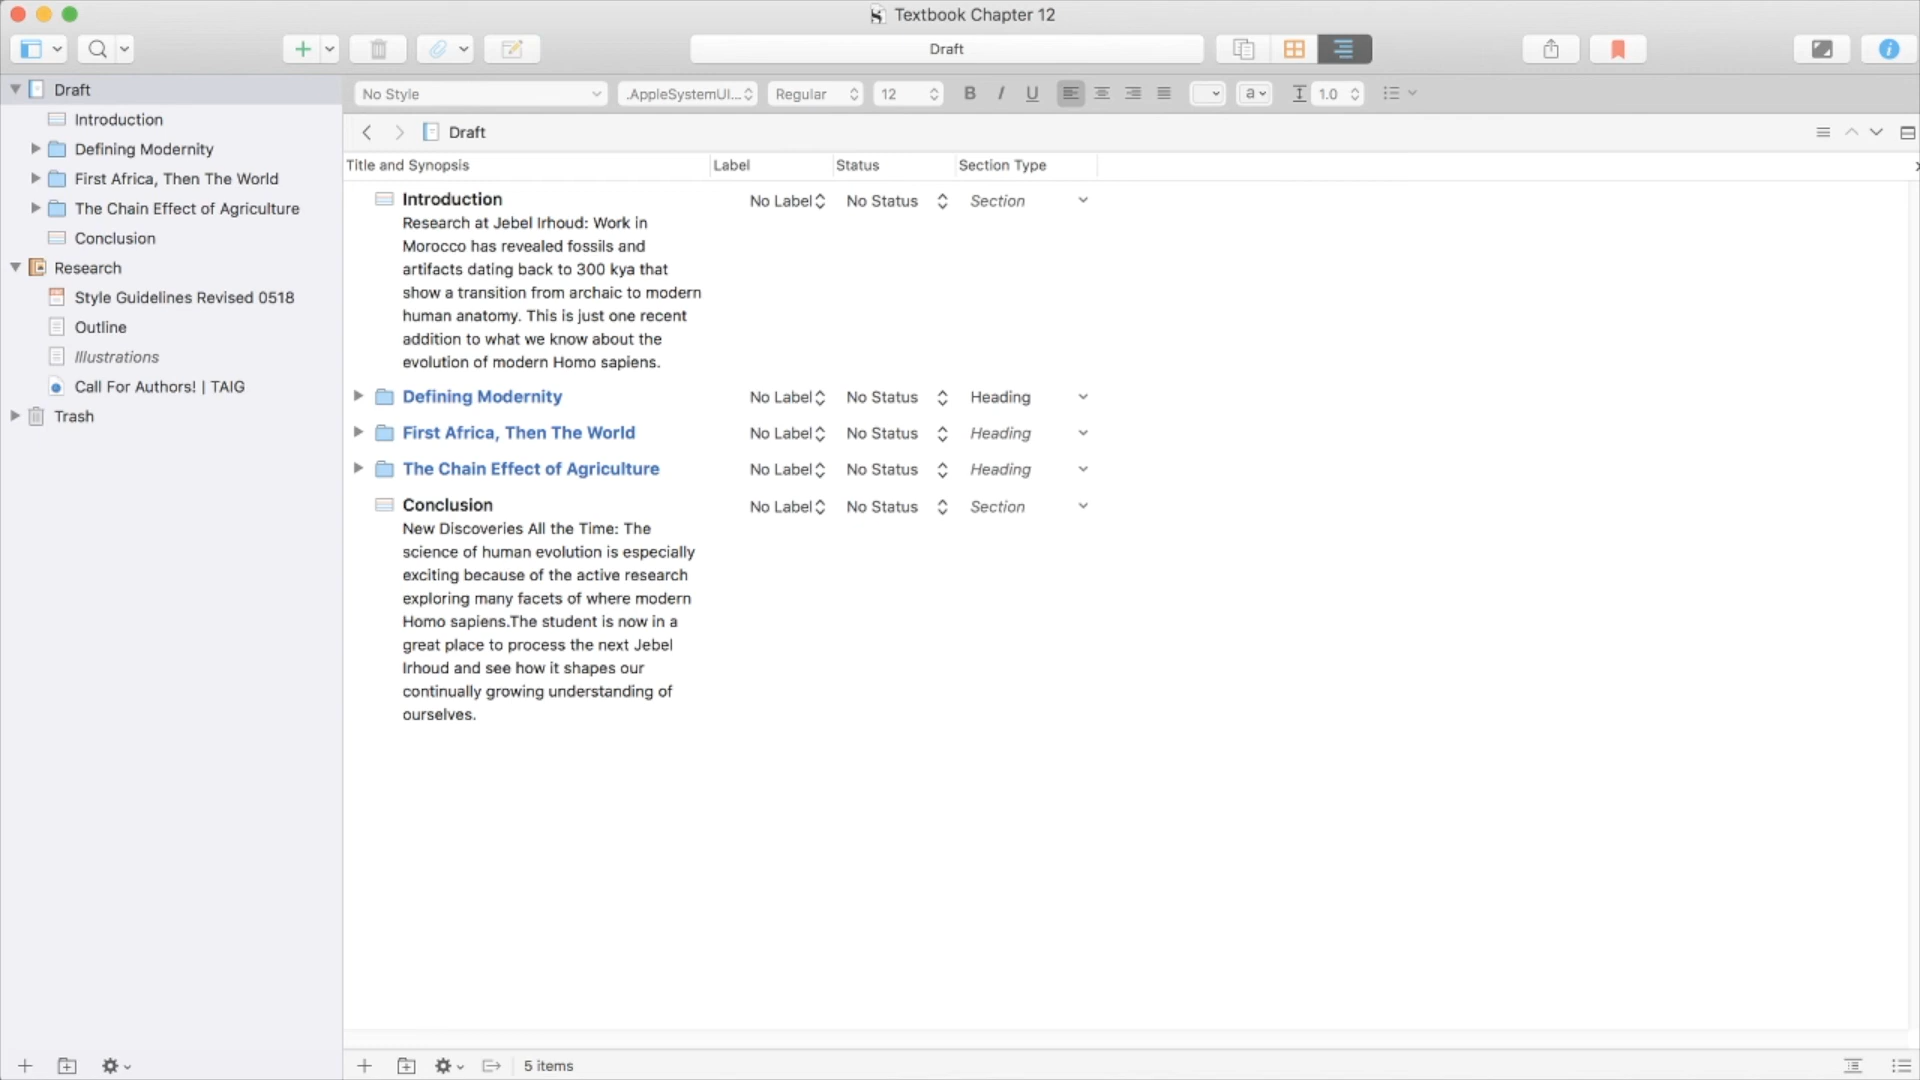 Textbook Chapter 12
Draft
Draft
Introduction
Defining Modernity
First Africa, Then The World
The Chain Effect of Agriculture
Conclusion
Research
Style Guidelines Revised 0518
Outline
Illustrations
Call For Authors! | TAIG
Trash
No Style
.AppleSystemUI...
Regular
12
B I U
a
1.0
Draft
Title and Synopsis Label Status Section Type
Introduction No Label No Status Section
Research at Jebel Irhoud: Work in
Morocco has revealed fossils and
artifacts dating back to 300 kya that
show a transition from archaic to modern
human anatomy. This is just one recent
addition to what we know about the
evolution of modern Homo sapiens.
Defining Modernity No Label No Status Heading
First Africa, Then The World No Label No Status Heading
The Chain Effect of Agriculture No Label No Status Heading
Conclusion No Label No Status Section
New Discoveries All the Time: The
science of human evolution is especially
exciting because of the active research
exploring many facets of where modern
Homo sapiens.The student is now in a
great place to process the next Jebel
Irhoud and see how it shapes our
continually growing understanding of
ourselves.
5 items